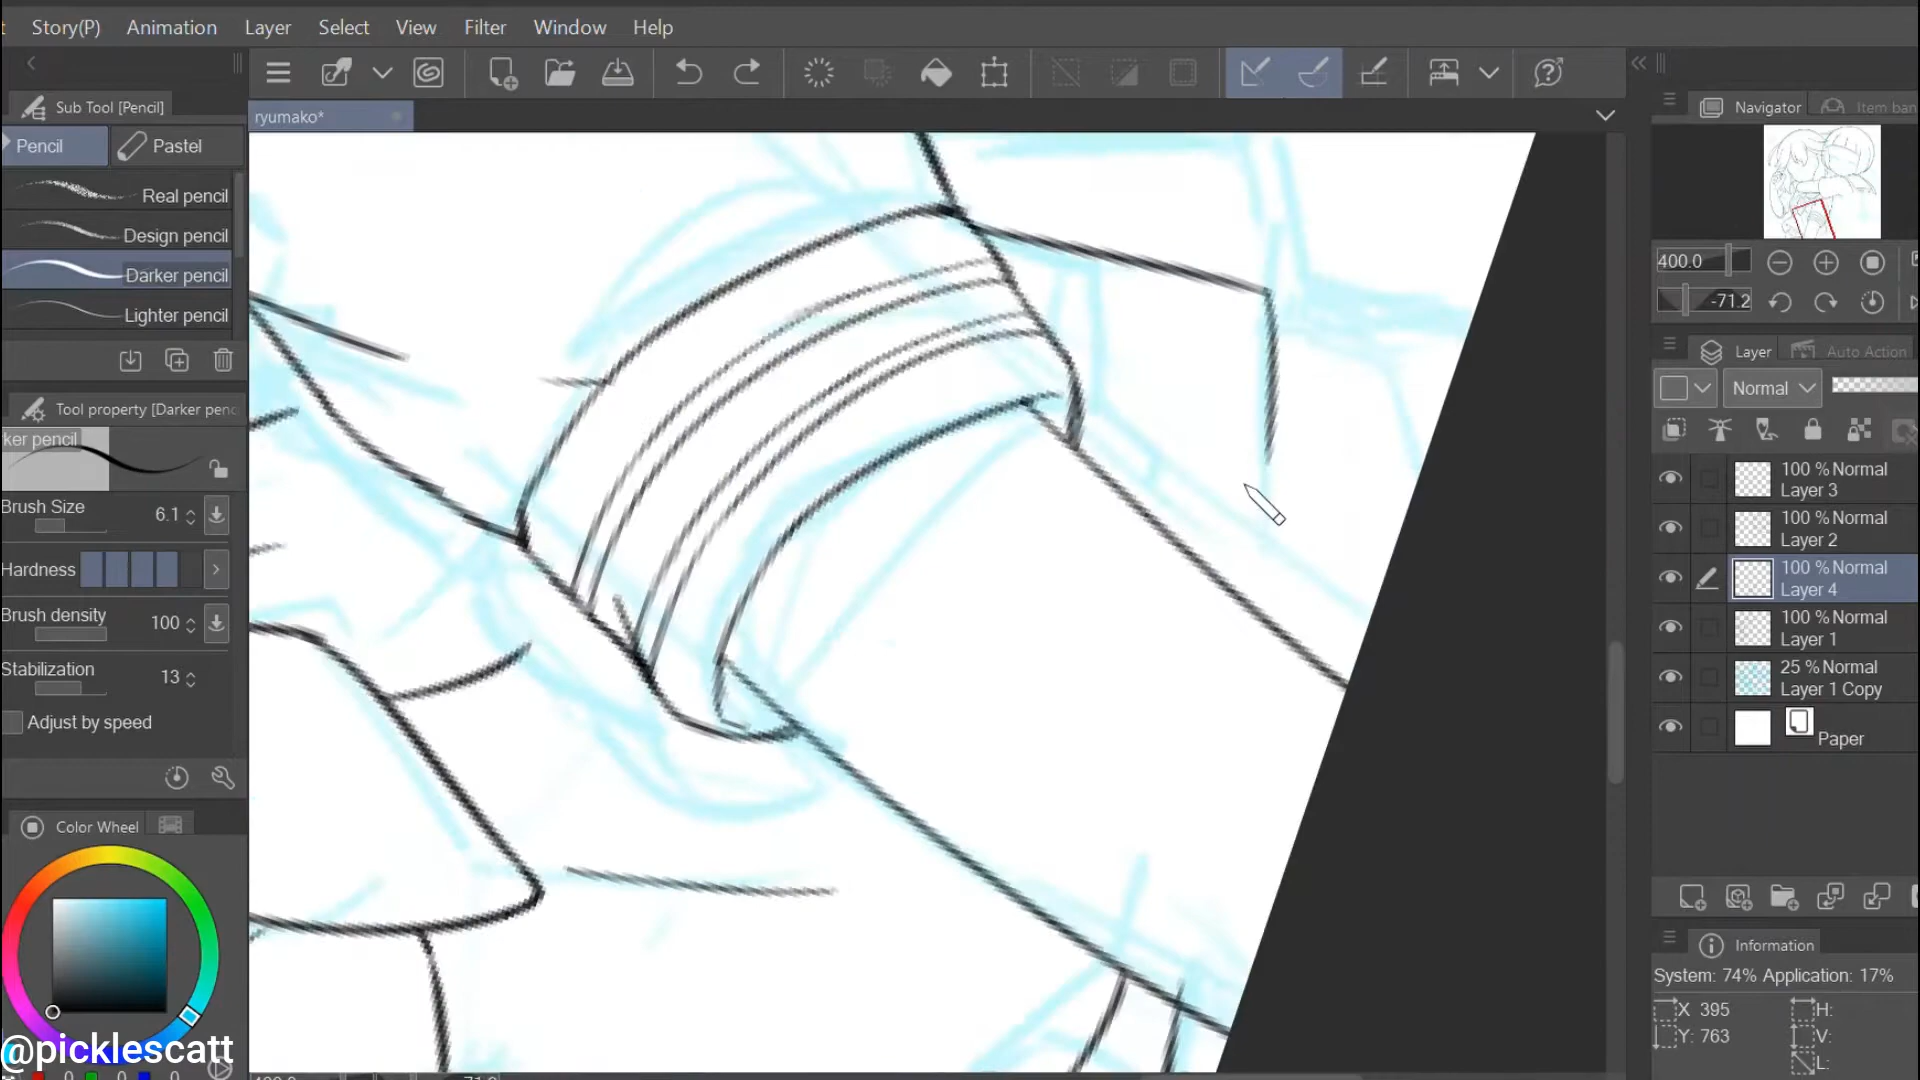 t Story(P) Animation Layer Select View Filter Window Help
Sub Tool [Pencil]
ryumako*
Navigator Item ban
Pencil Pastel
Real pencil
Design pencil
Darker pencil
Lighter pencil
400.0
-71.2
Layer Auto Action
Normal
Tool property [Darker penc
ker pencil
Brush Size 6.1
Hardness
Brush density 100
Stabilization 13
Adjust by speed
100 % Normal
Layer 3
100 % Normal
Layer 2
100 % Normal
Layer 4
100 % Normal
Layer 1
25 % Normal
Layer 1 Copy
Paper
Color Wheel
Information
System: 74% Application: 17%
X 395 H:
Y: 763 V:
L:
@picklescatt
0 0 0